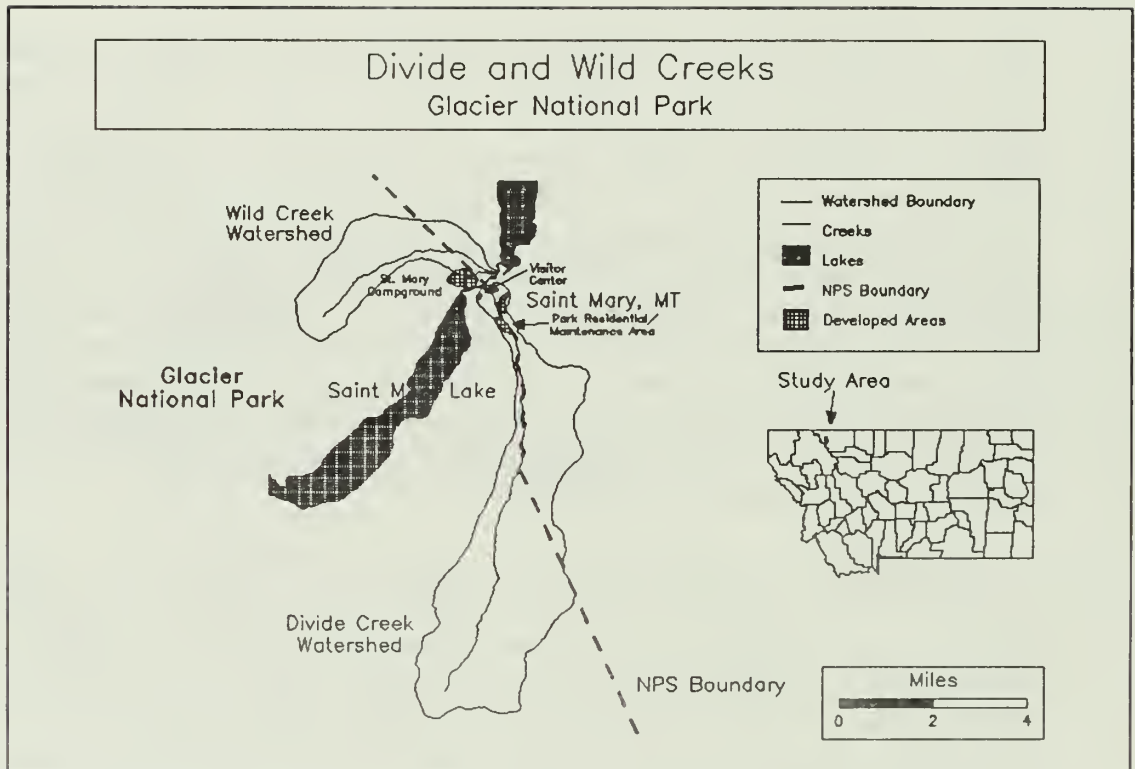 Divide and Wild Creeks
Glacier National Park
Wild Creek
Watershed
St. Mary
Campground
Visitor
Center
Saint Mary, MT
Park Residential/
Maintenance Area
Glacier
National Park
Saint M Lake
Divide Creek
Watershed
NPS Boundary
Watershed Boundary
Creeks
Lakes
NPS Boundary
Developed Areas
Study Area
Miles
0 2 4